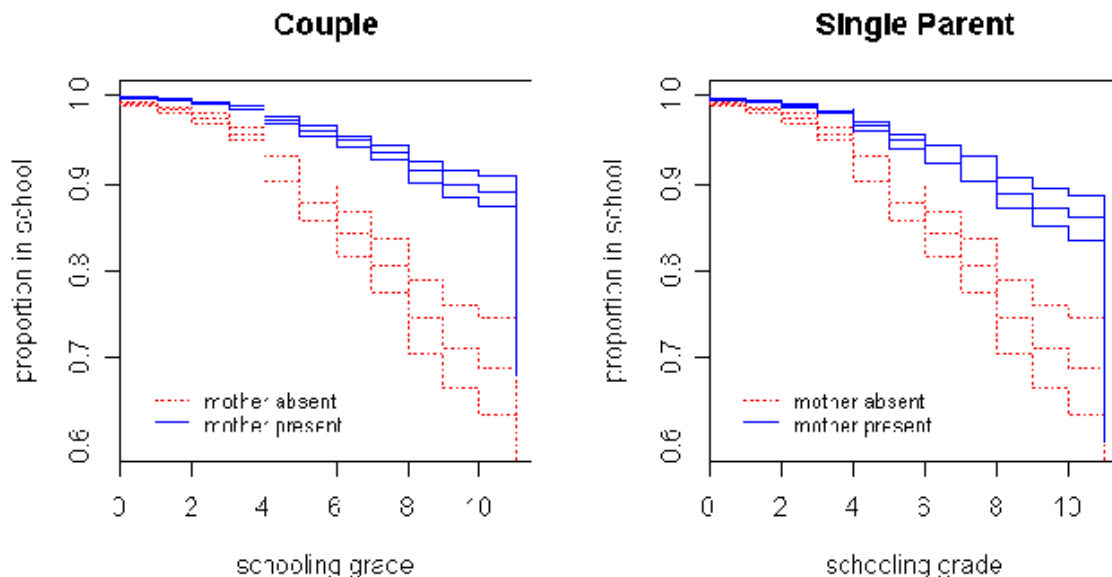 Couple
proportion in school
1.0
0.9
0.8
0.7
0.6
mother absent
mother present
0 2 4 6 8 10
schooling grace
Single Parent
proportion in school
1.0
0.9
0.8
0.7
0.6
mother absent
mother present
0 2 4 6 8 10
schooling grade